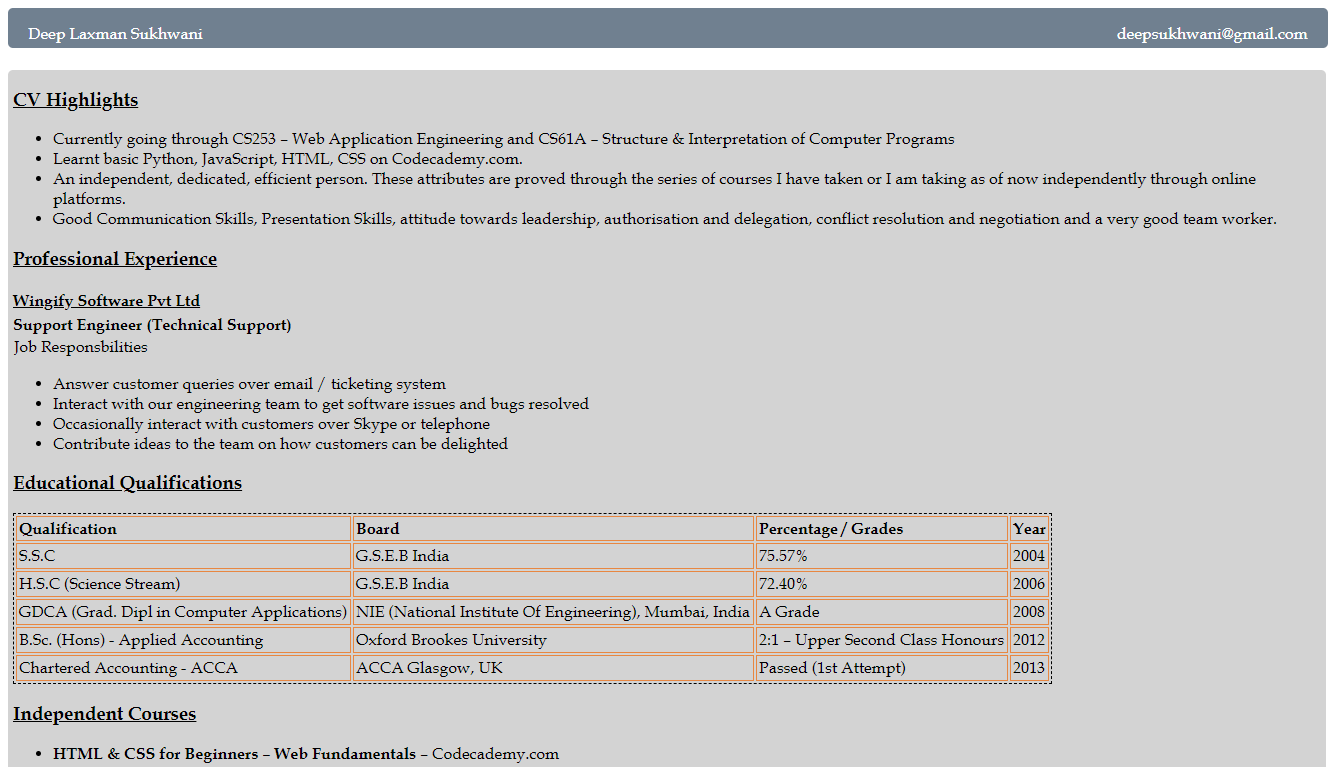 Deep Laxman Sukhwani deepsukhwani@gmail.com
CV Highlights
• Currently going through CS253 – Web Application Engineering and CS61A – Structure & Interpretation of Computer Programs
• Learnt basic Python, JavaScript, HTML, CSS on Codecademy.com.
• An independent, dedicated, efficient person. These attributes are proved through the series of courses I have taken or I am taking as of now independently through online
platforms.
• Good Communication Skills, Presentation Skills, attitude towards leadership, authorisation and delegation, conflict resolution and negotiation and a very good team worker.
Professional Experience
Wingify Software Pvt Ltd
Support Engineer (Technical Support)
Job Responsbilities
• Answer customer queries over email / ticketing system
• Interact with our engineering team to get software issues and bugs resolved
• Occasionally interact with customers over Skype or telephone
• Contribute ideas to the team on how customers can be delighted
Educational Qualifications
Qualification Board Percentage / Grades Year
S.S.C G.S.E.B India 75.57% 2004
H.S.C (Science Stream) G.S.E.B India 72.40% 2006
GDCA (Grad. Dipl in Computer Applications) NIE (National Institute Of Engineering), Mumbai, India A Grade 2008
B.Sc. (Hons) - Applied Accounting Oxford Brookes University 2:1 – Upper Second Class Honours 2012
Chartered Accounting - ACCA ACCA Glasgow, UK Passed (1st Attempt) 2013
Independent Courses
• HTML & CSS for Beginners – Web Fundamentals – Codecademy.com